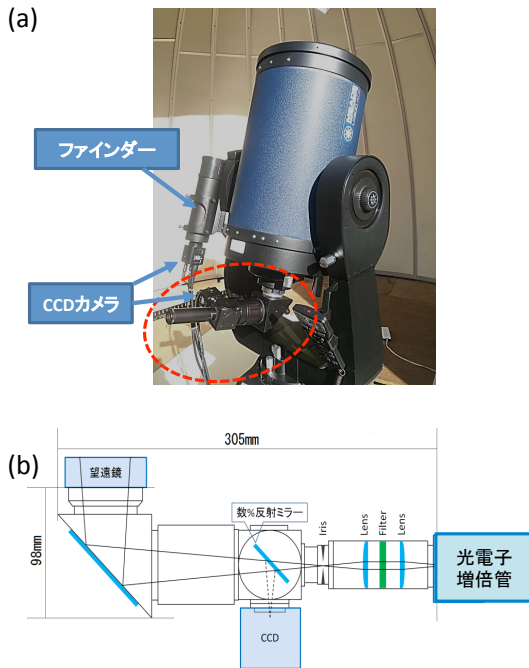 (a)
ファインダー
CCDカメラ
MEADE
(b)
305mm
望遠鏡
98mm
数%反射ミラー
Iris
Lens
Filter
Lens
光電子
増倍管
CCD